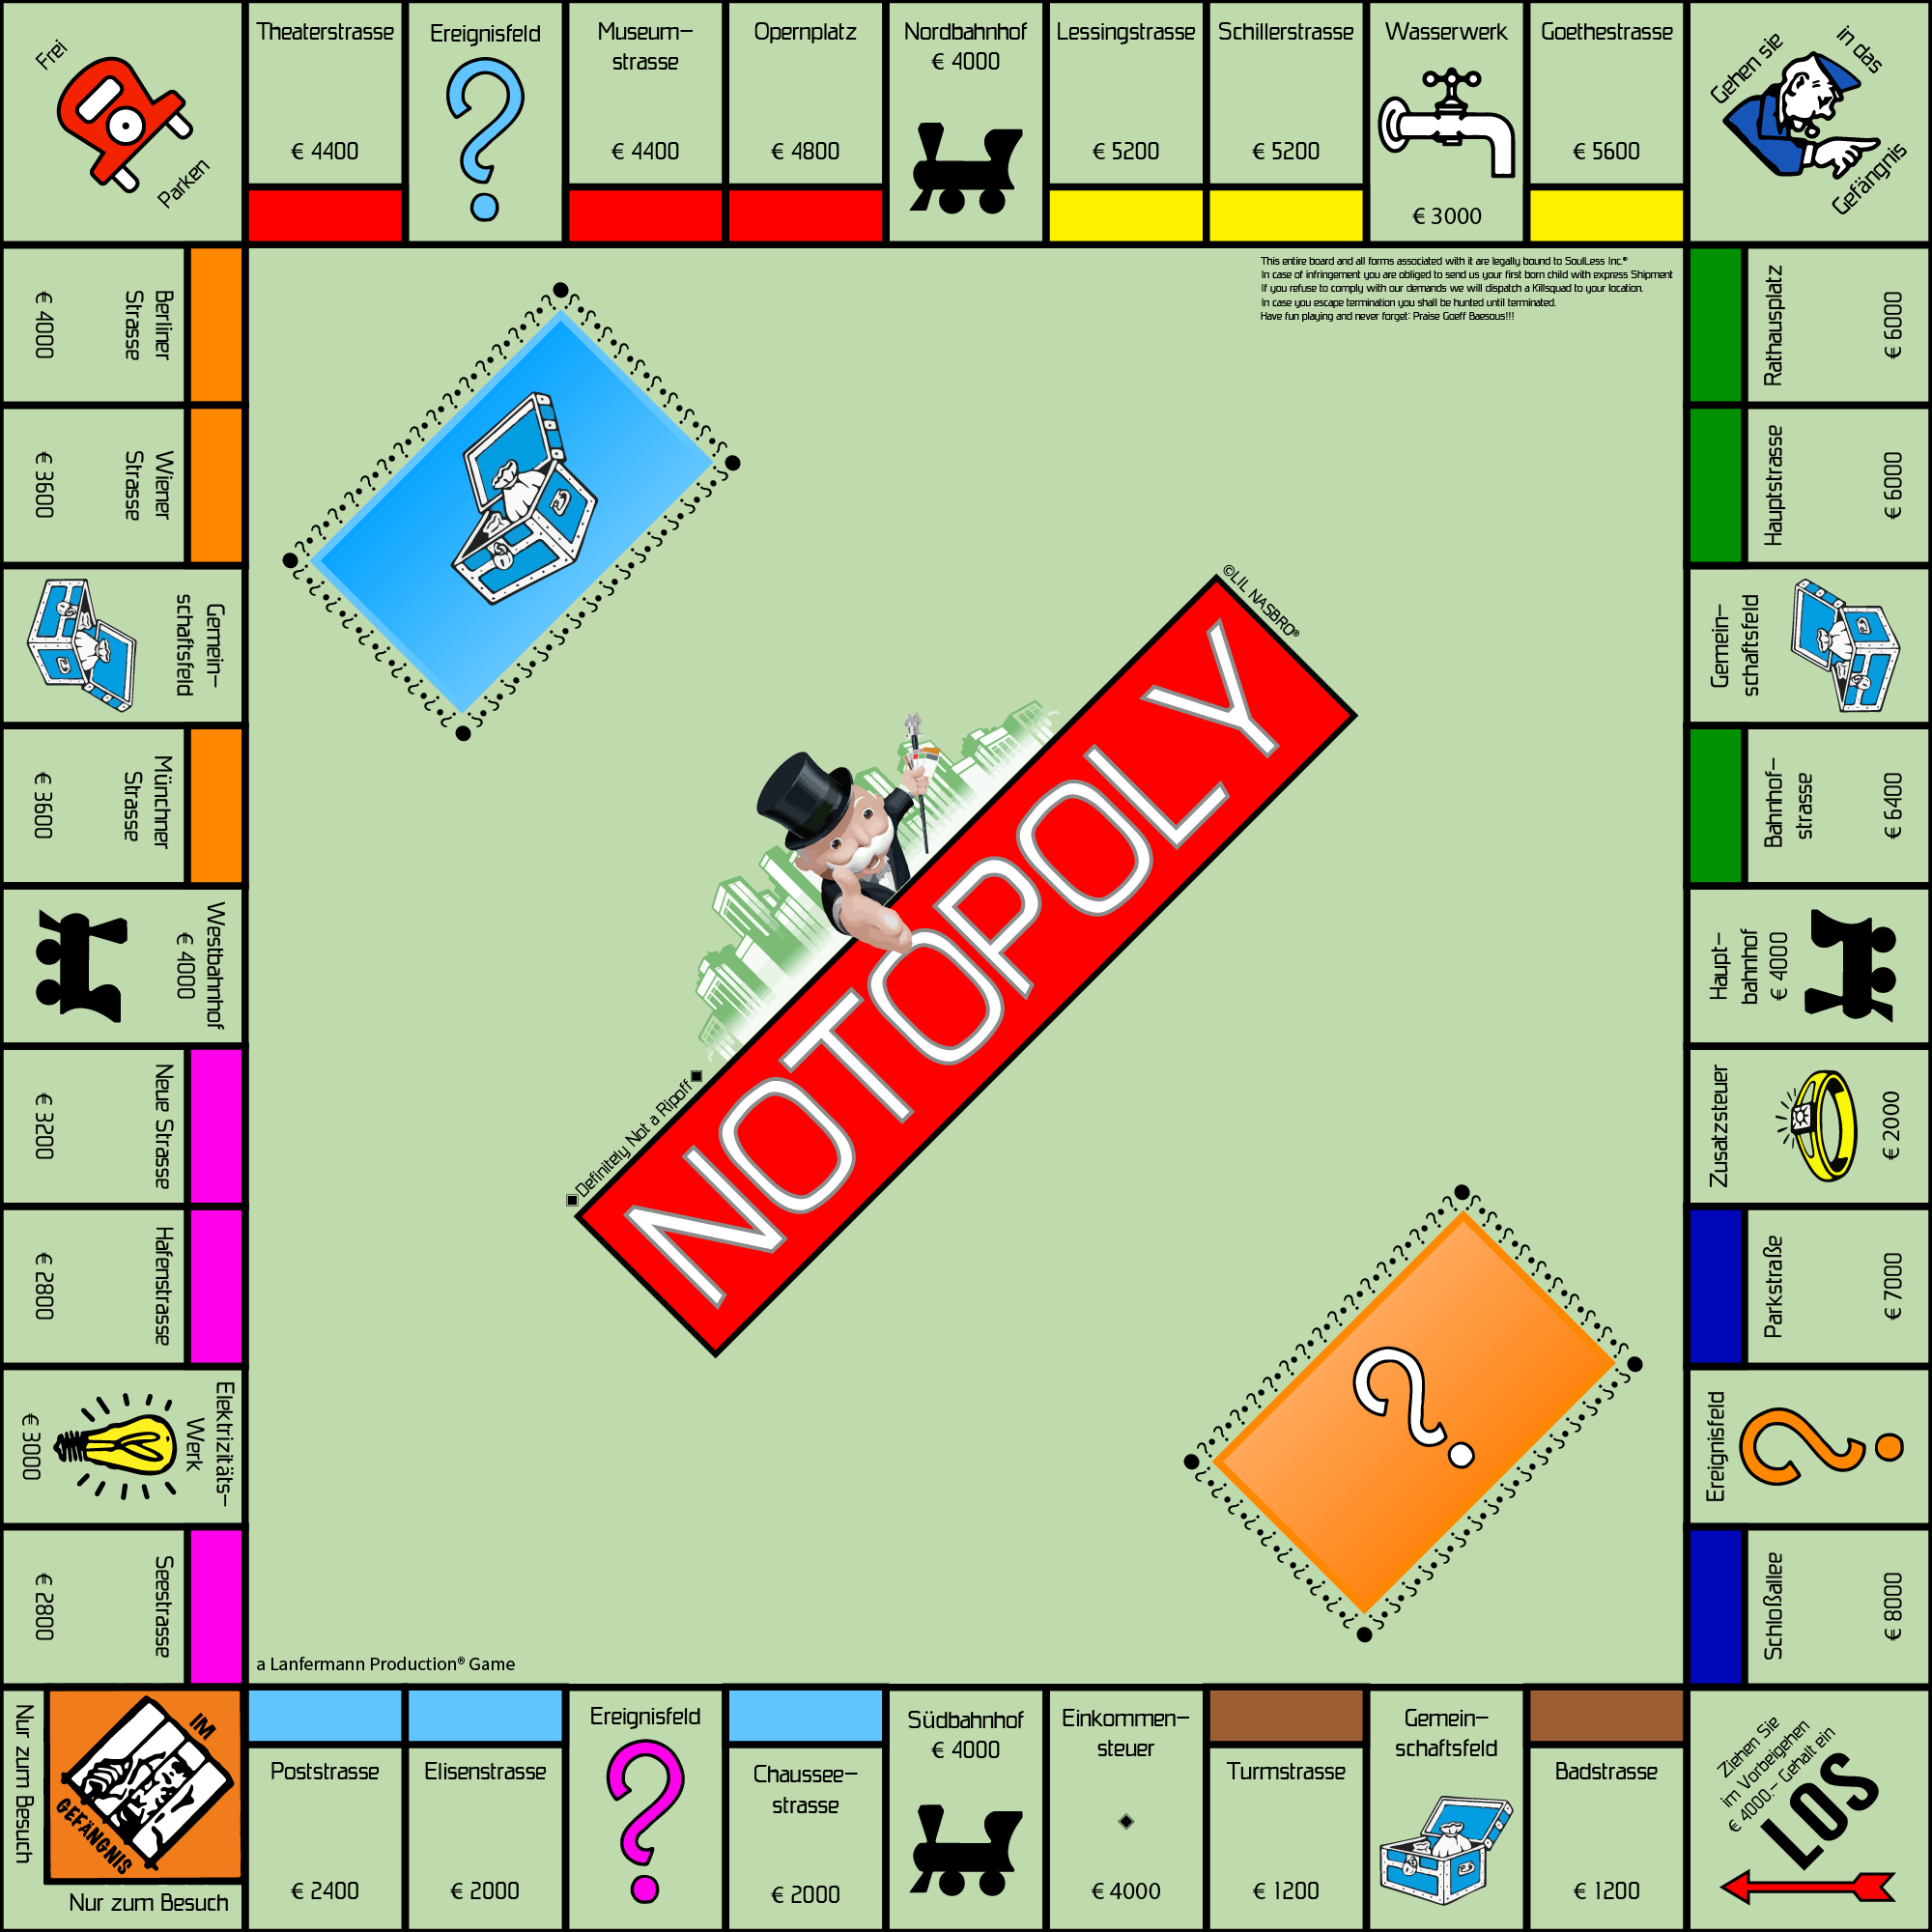 Frei
Parken
Theaterstrasse
€ 4400
Ereignisfeld
?
Museum–
strasse
€ 4400
Opernplatz
€ 4800
Nordbahnhof
€ 4000
Lessingstrasse
€ 5200
Schillerstrasse
€ 5200
Wasserwerk
€ 3000
Goethestrasse
€ 5600
Gehen sie
in das
Gefängnis
Rathausplatz
€ 6000
Hauptstrasse
€ 6000
Gemein–
schaftsfeld
Bahnhof–
strasse
€ 6400
Haupt–
bahnhof
€ 4000
Zusatzsteuer
€ 2000
Parkstraße
€ 7000
Ereignisfeld
?
Schloßallee
€ 8000
Ziehen Sie
im Vorbeigehen
€ 4000.- Gehalt ein
LOS
Badstrasse
€ 1200
Gemein–
schaftsfeld
Turmstrasse
€ 1200
Einkommen–
steuer
€ 4000
Südbahnhof
€ 4000
Chaussee–
strasse
€ 2000
Ereignisfeld
?
Elisenstrasse
€ 2000
Poststrasse
€ 2400
IM
GEFÄNGNIS
Nur zum Besuch
Nur zum Besuch
Seestrasse
€ 2800
Elektrizitäts–
Werk
€ 3000
Hafenstrasse
€ 2800
Neue Strasse
€ 3200
Westbahnhof
€ 4000
Münchner
Strasse
€ 3600
Gemein–
schaftsfeld
Wiener
Strasse
€ 3600
Berliner
Strasse
€ 4000
This entire board and all forms associated with it are legally bound to SoulLess Inc.®
In case of infringement you are obliged to send us your first born child with express Shipment
If you refuse to comply with our demands we will dispatch a Killsquad to your location.
In case you escape termination you shall be hunted until terminated.
Have fun playing and never forget: Praise Goeff Baesous!!!
©LIL NASBRO®
NOTOPOLY
Definitely Not a Ripoff
?
a Lanfermann Production® Game